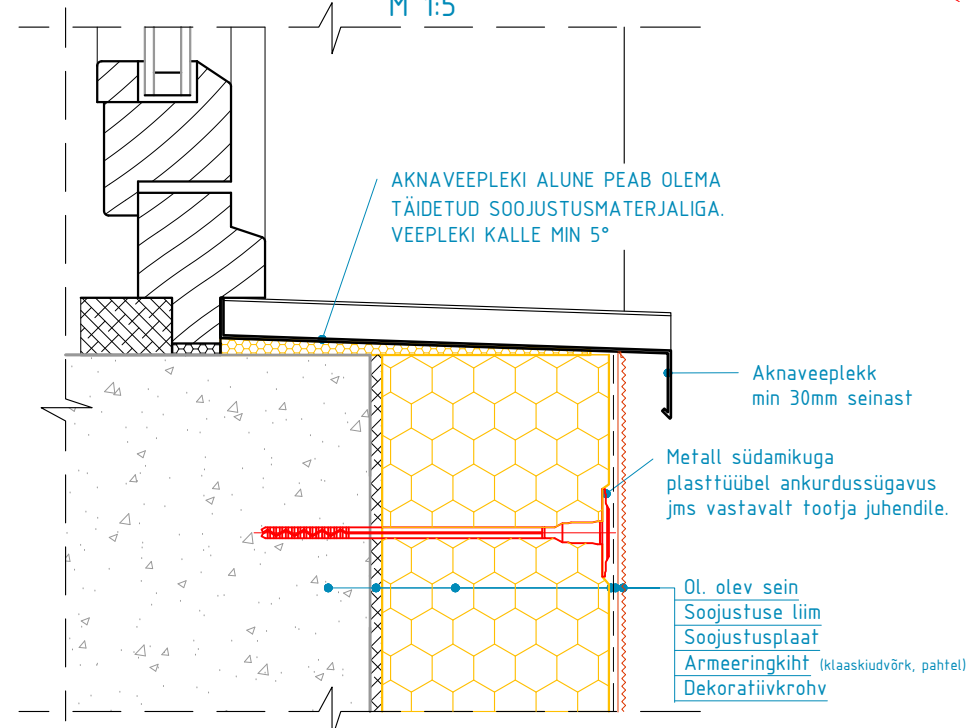 M 1:5
AKNAVEEPLEKI ALUNE PEAB OLEMA
TÄIDETUD SOOJUSTUSMATERJALIGA.
VEEPLEKI KALLE MIN 5°
Aknaveeplekk
min 30mm seinast
Metall südamikuga
plasttüübel ankurdussügavus
jms vastavalt tootja juhendile.
Ol. olev sein
Soojustuse liim
Soojustusplaat
Armeeringkiht (klaaskiudvõrk, pahtel)
Dekoratiivkrohv